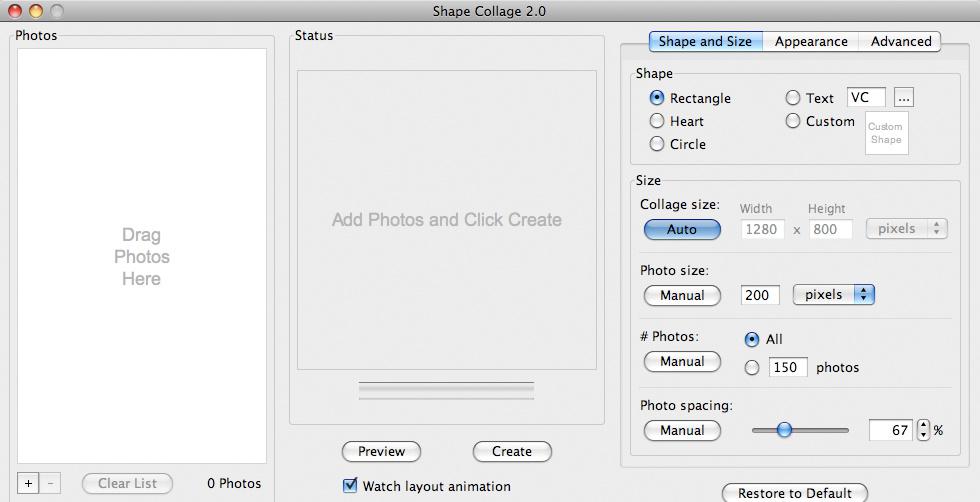 Shape Collage 2.0
Photos
Drag
Photos
Here
+ - Clear List 0 Photos
Status
Add Photos and Click Create
Preview Create
Watch layout animation
Shape and Size Appearance Advanced
Shape
Rectangle Text VC ...
Heart Custom Custom
Shape
Circle
Size
Collage size: Width Height
Auto 1280 x 800 pixels
Photo size:
Manual 200 pixels
# Photos: All
Manual 150 photos
Photo spacing:
Manual 67 %
Restore to Default